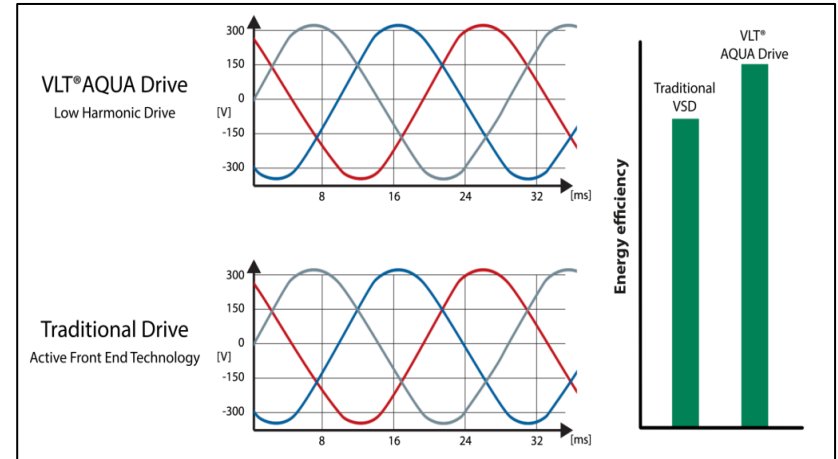 VLT®AQUA Drive
Low Harmonic Drive
300
150
0
[V]
-150
-300
8
16
24
32
[ms]
Traditional Drive
Active Front End Technology
300
150
0
[V]
-150
-300
8
16
24
32
[ms]
Energy efficiency
Traditional
VSD
VLT®
AQUA Drive